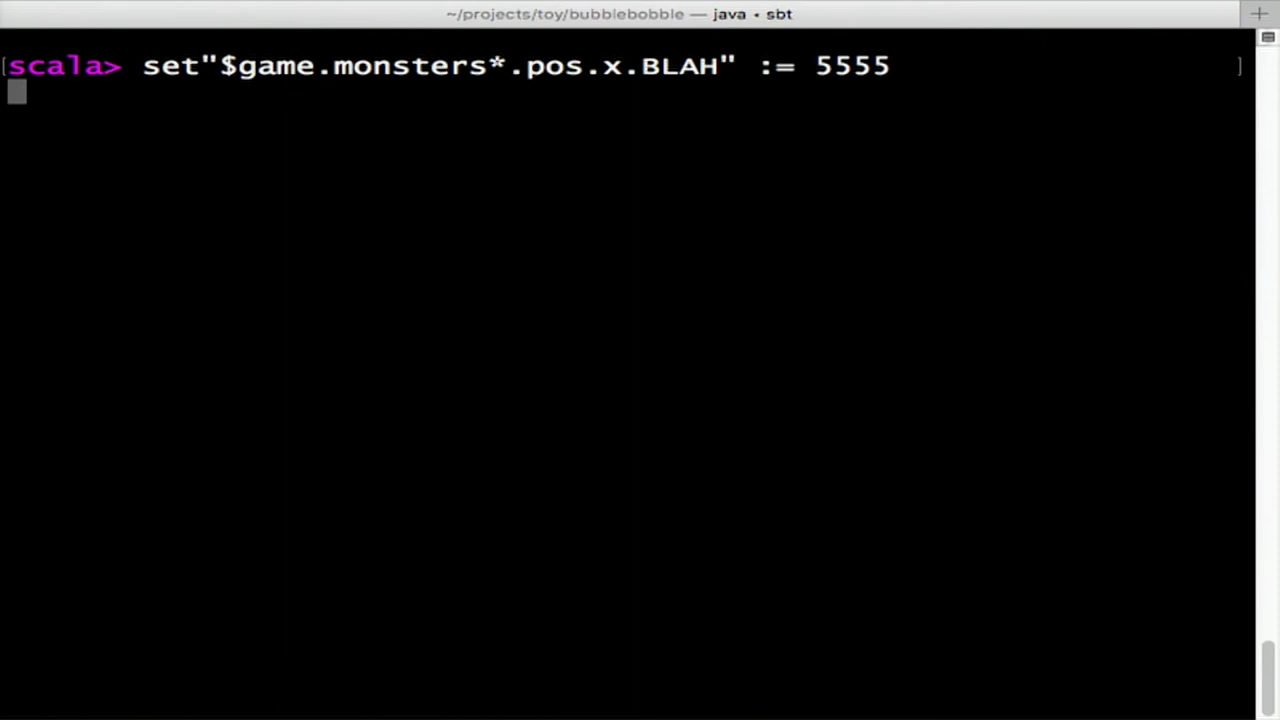 ~/projects/toy/bubblebobble — java • sbt
scala> set"$game.monsters*.pos.x.BLAH" := 5555